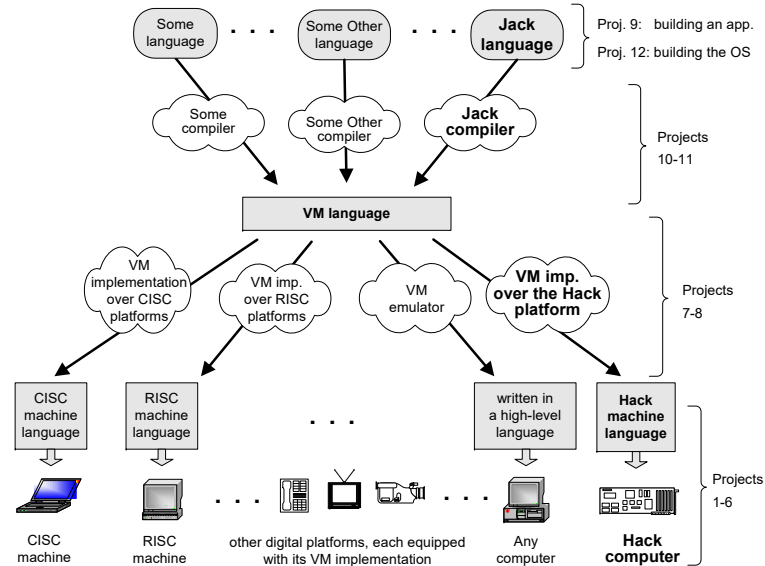 Some
language
. . .
Some Other
language
. . .
Jack
language
Proj. 9: building an app.
Proj. 12: building the OS
Some
compiler
Some Other
compiler
Jack
compiler
Projects
10-11
VM language
VM
implementation
over CISC
platforms
VM imp.
over RISC
platforms
VM
emulator
VM imp.
over the Hack
platform
Projects
7-8
CISC
machine
language
RISC
machine
language
. . .
written in
a high-level
language
Hack
machine
language
Projects
1-6
. . .
. . .
CISC
machine
RISC
machine
other digital platforms, each equipped
with its VM implementation
Any
computer
Hack
computer